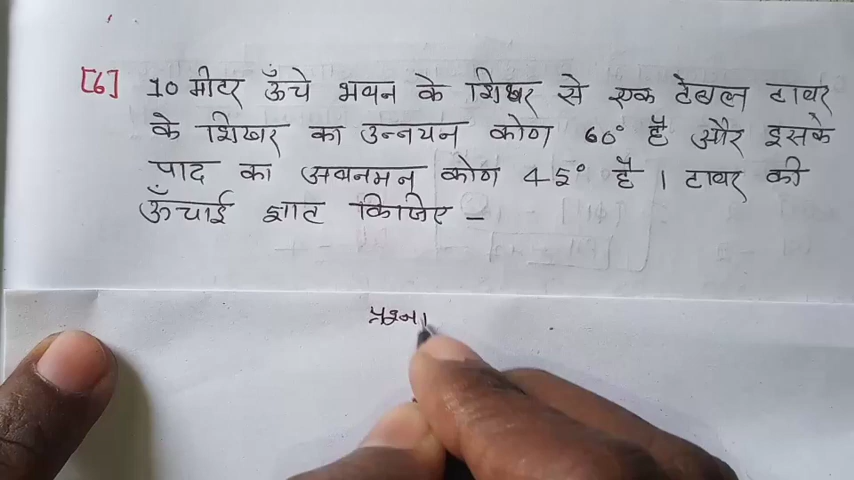 [6] 10 मीटर ऊँचे भवन के शिखर से एक टेबल टावर
के शिखर का उन्नयन कोण 60° है और इसके
पाद का अवनमन कोण 45° है । टावर की
ऊँचाई ज्ञात किजिए -
प्रश्ना